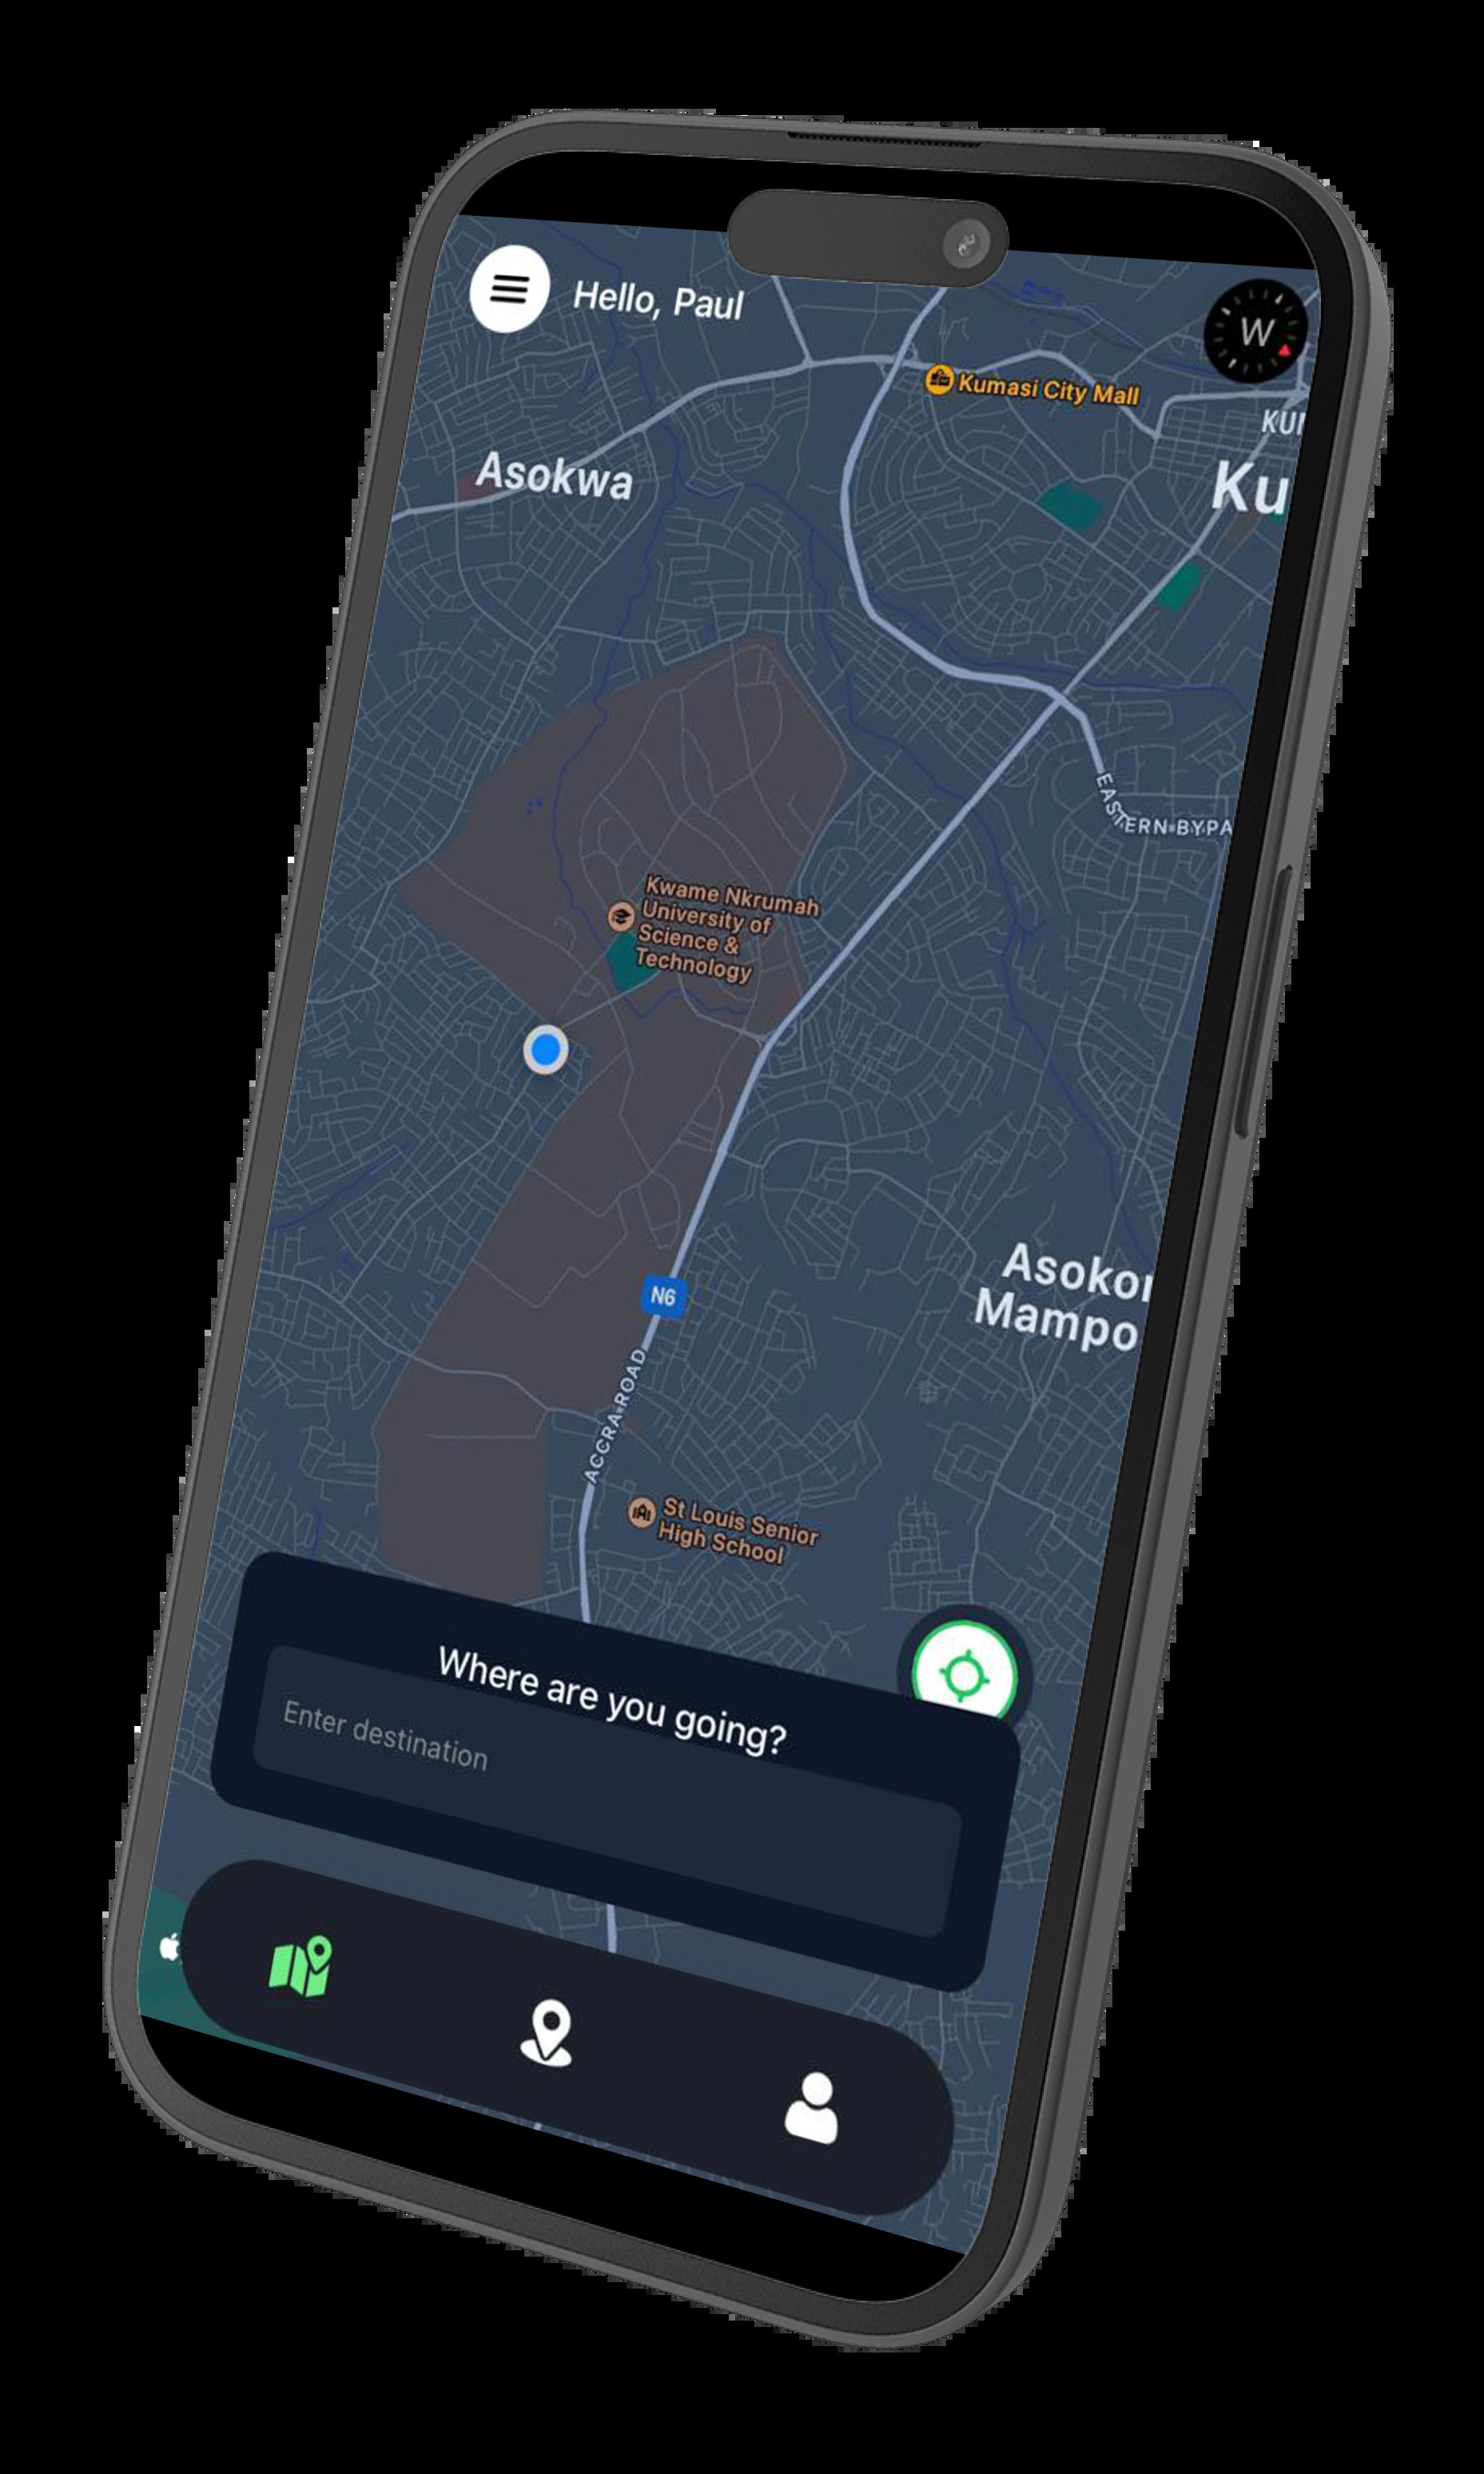 Hello, Paul
W
Kumasi City Mall
KU
Asokwa
Ku
EASTERN BYPA
Kwame Nkrumah
University of
Science &
Technology
Asoko
Mampo
N6
ACCRA ROAD
St Louis Senior
High School
Where are you going?
Enter destination